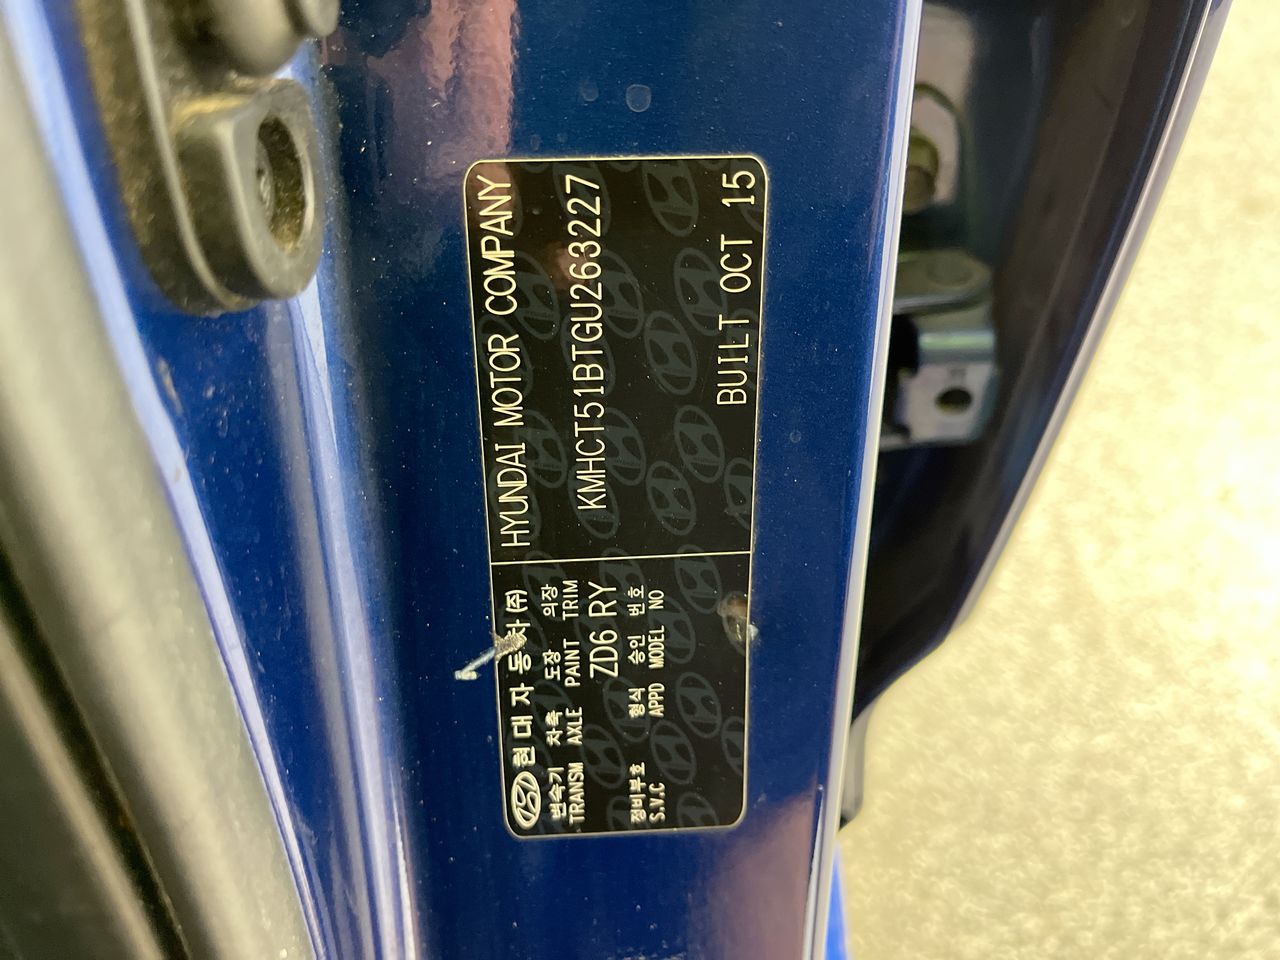 현대자동차(주)
HYUNDAI MOTOR COMPANY
변속기 차축 도장 의장
TRANSM AXLE PAINT TRIM
KMHCT51BTGU263227
ZD6 RY
정비부호 형식 승인 번호
S.V.C APPD MODEL NO
BUILT OCT 15